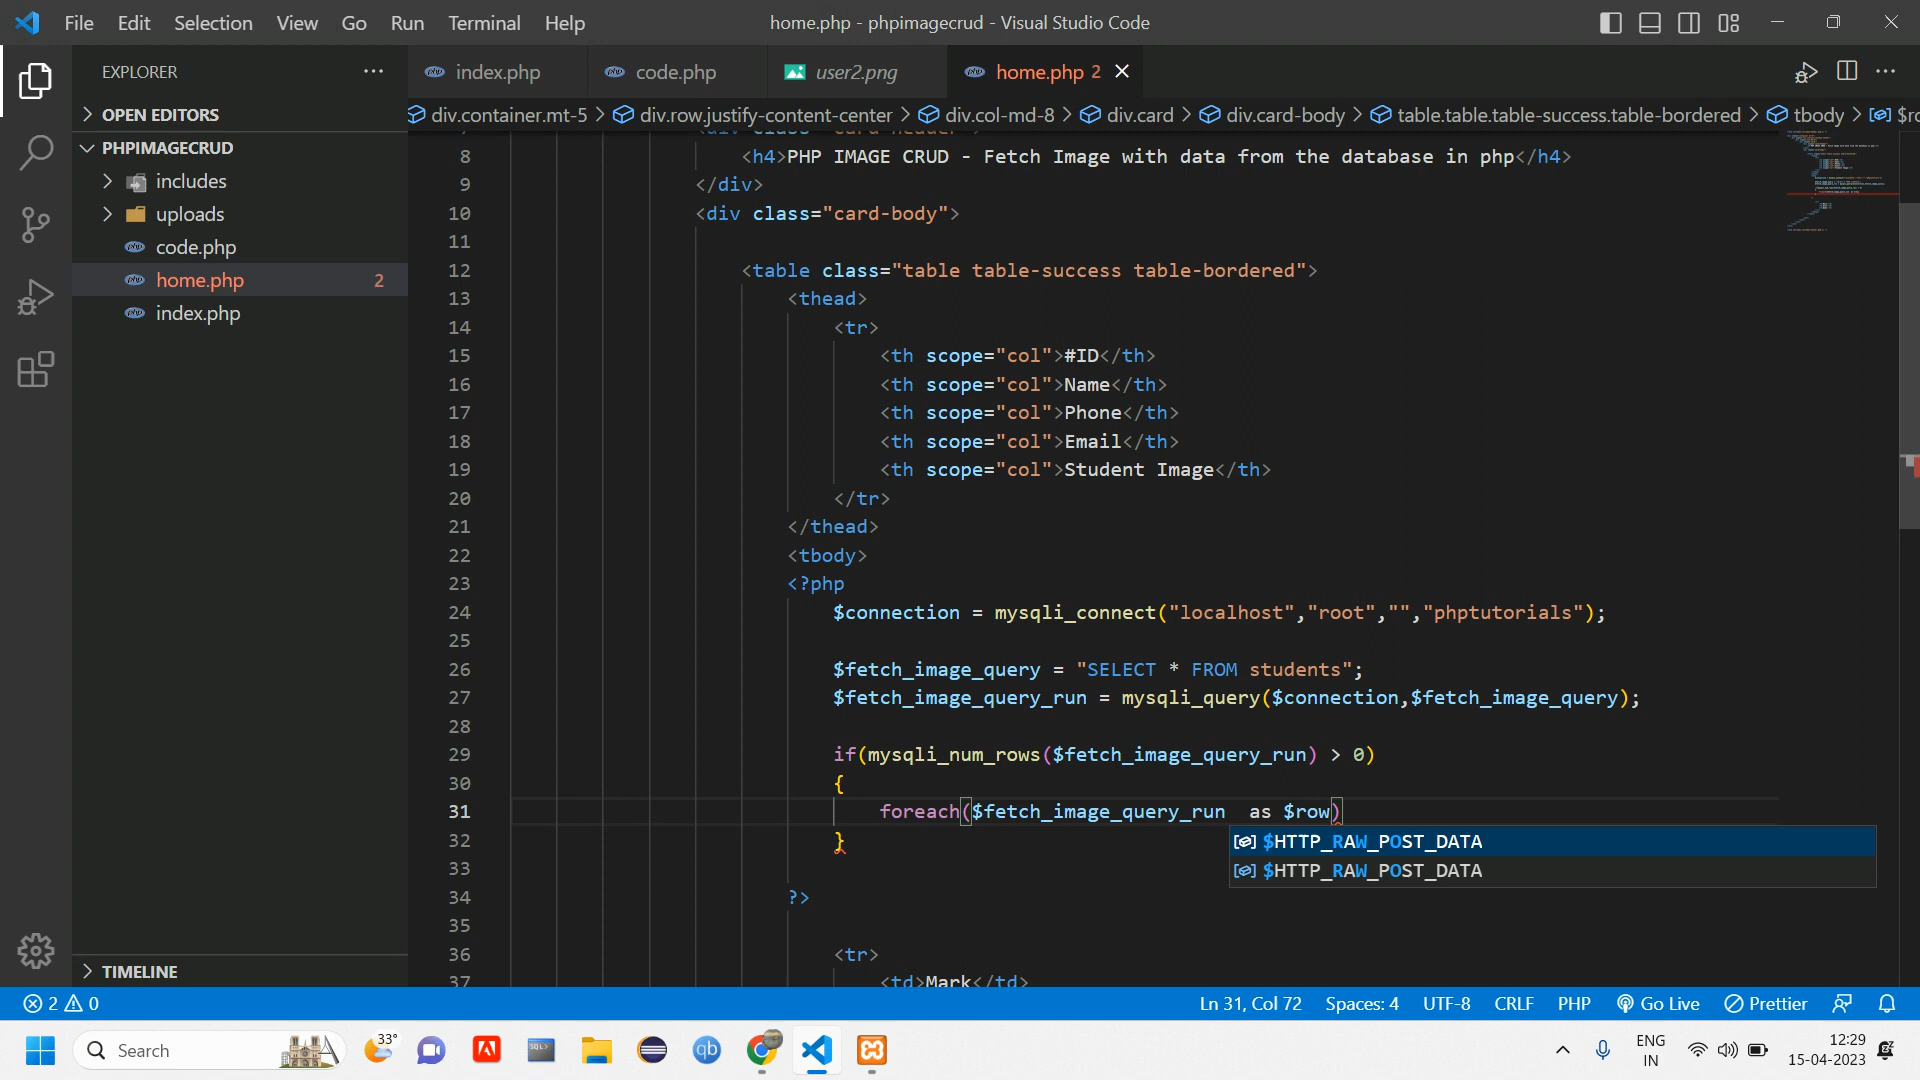 File Edit Selection View Go Run Terminal Help
home.php - phpimagecrud - Visual Studio Code
EXPLORER
OPEN EDITORS
PHPIMAGECRUD
includes
uploads
code.php
home.php 2
index.php
TIMELINE
index.php code.php user2.png home.php 2
div.container.mt-5 > div.row.justify-content-center > div.col-md-8 > div.card > div.card-body > table.table.table-success.table-bordered > tbody >
8 <h4>PHP IMAGE CRUD - Fetch Image with data from the database in php</h4>
9 </div>
10 <div class="card-body">
11
12 <table class="table table-success table-bordered">
13 <thead>
14 <tr>
15 <th scope="col">#ID</th>
16 <th scope="col">Name</th>
17 <th scope="col">Phone</th>
18 <th scope="col">Email</th>
19 <th scope="col">Student Image</th>
20 </tr>
21 </thead>
22 <tbody>
23 <?php
24 $connection = mysqli_connect("localhost","root","","phptutorials");
25
26 $fetch_image_query = "SELECT * FROM students";
27 $fetch_image_query_run = mysqli_query($connection,$fetch_image_query);
28
29 if(mysqli_num_rows($fetch_image_query_run) > 0)
30 {
31 foreach($fetch_image_query_run  as $row)
32 }
33
34 ?>
35
36 <tr>
37 <td>Mark</td>
$HTTP_RAW_POST_DATA
$HTTP_RAW_POST_DATA
2 0
Ln 31, Col 72 Spaces: 4 UTF-8 CRLF PHP Go Live Prettier
Search
33°
ENG
IN
12:29
15-04-2023